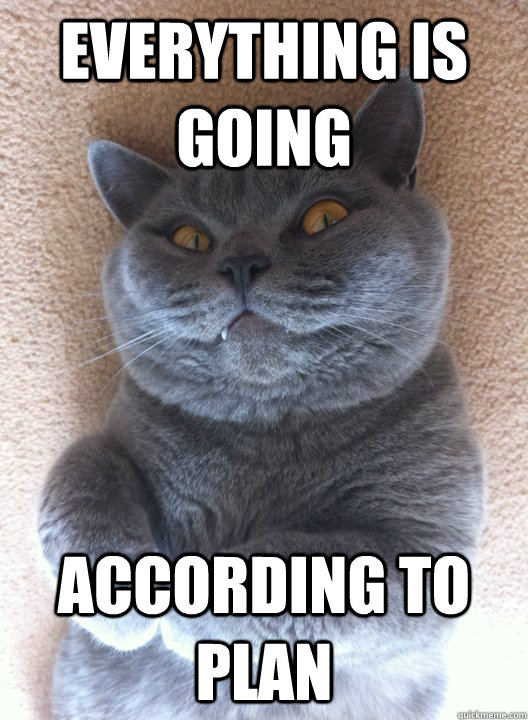 EVERYTHING IS
GOING
ACCORDING TO
PLAN
quickmeme.com